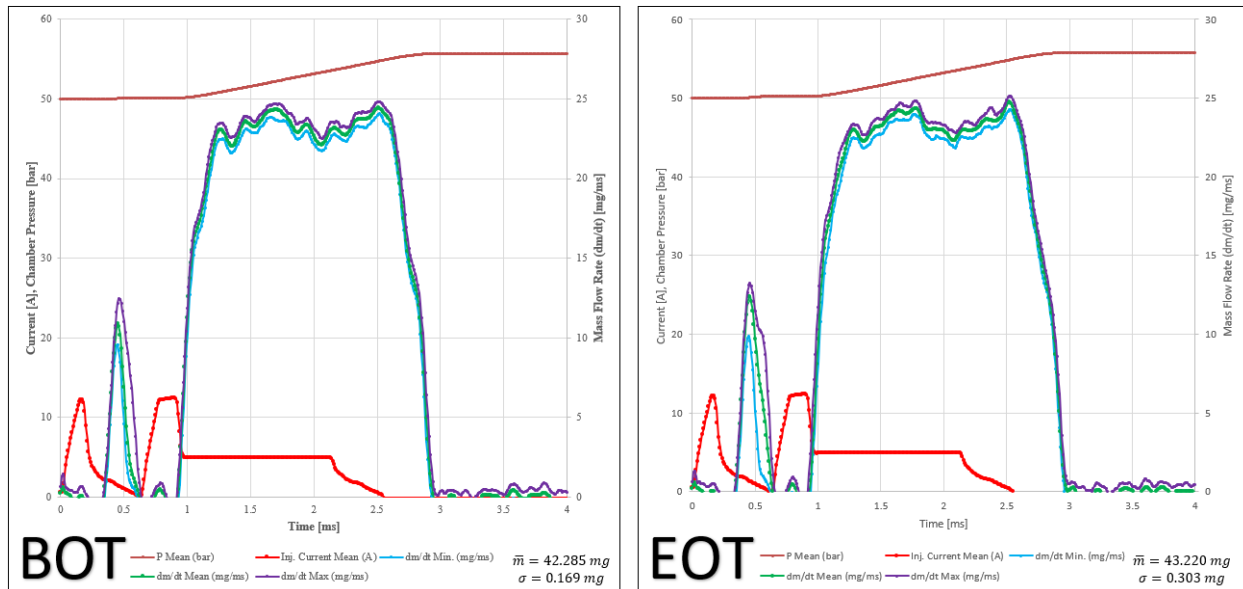 60
50
40
30
20
10
0
Current [A], Chamber Pressure [bar]
30
25
20
15
10
5
0
Mass Flow Rate (dm/dt) [mg/ms]
0 0.5 1 1.5 2 2.5 3 3.5 4
Time [ms]
BOT
P Mean (bar) Inj. Current Mean (A) dm/dt Min. (mg/ms)
dm/dt Mean (mg/ms) dm/dt Max (mg/ms)
m̅ = 42.285 mg
σ = 0.169 mg
60
50
40
30
20
10
0
Current [A], Chamber Pressure [bar]
30
25
20
15
10
5
0
Mass Flow Rate (dm/dt) [mg/ms]
0 0.5 1 1.5 2 2.5 3 3.5 4
Time [ms]
EOT
P Mean (bar) Inj. Current Mean (A) dm/dt Min. (mg/ms)
dm/dt Mean (mg/ms) dm/dt Max (mg/ms)
m̅ = 43.220 mg
σ = 0.303 mg